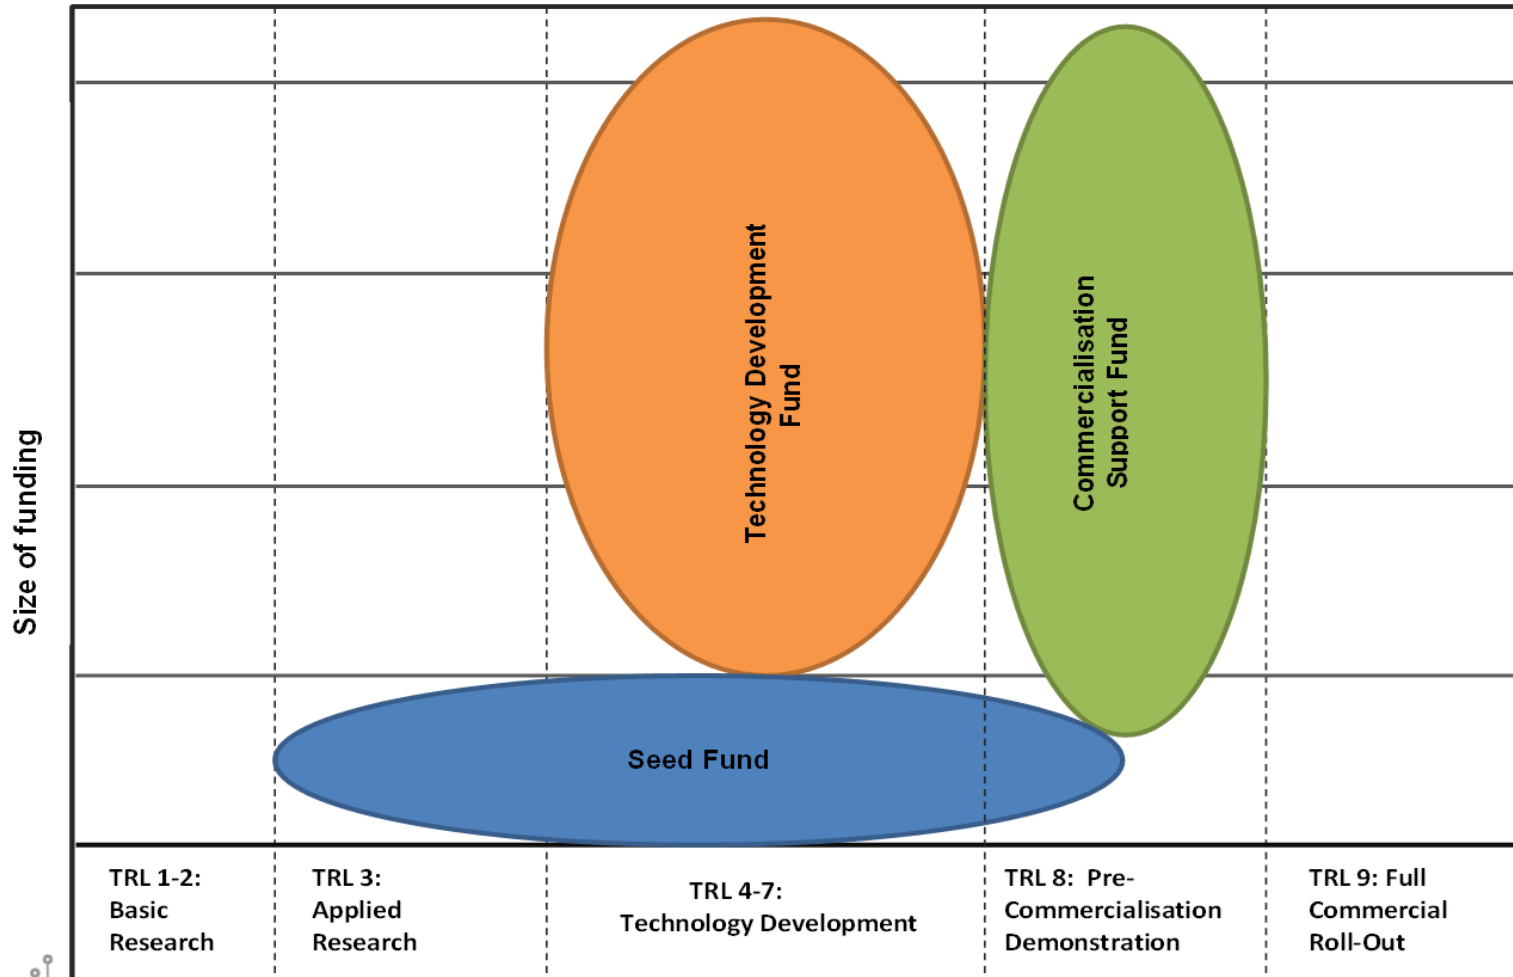 Size of funding
Technology Development
Fund
Commercialisation
Support Fund
Seed Fund
TRL 1-2:
Basic
Research
TRL 3:
Applied
Research
TRL 4-7:
Technology Development
TRL 8:  Pre-
Commercialisation
Demonstration
TRL 9: Full
Commercial
Roll-Out